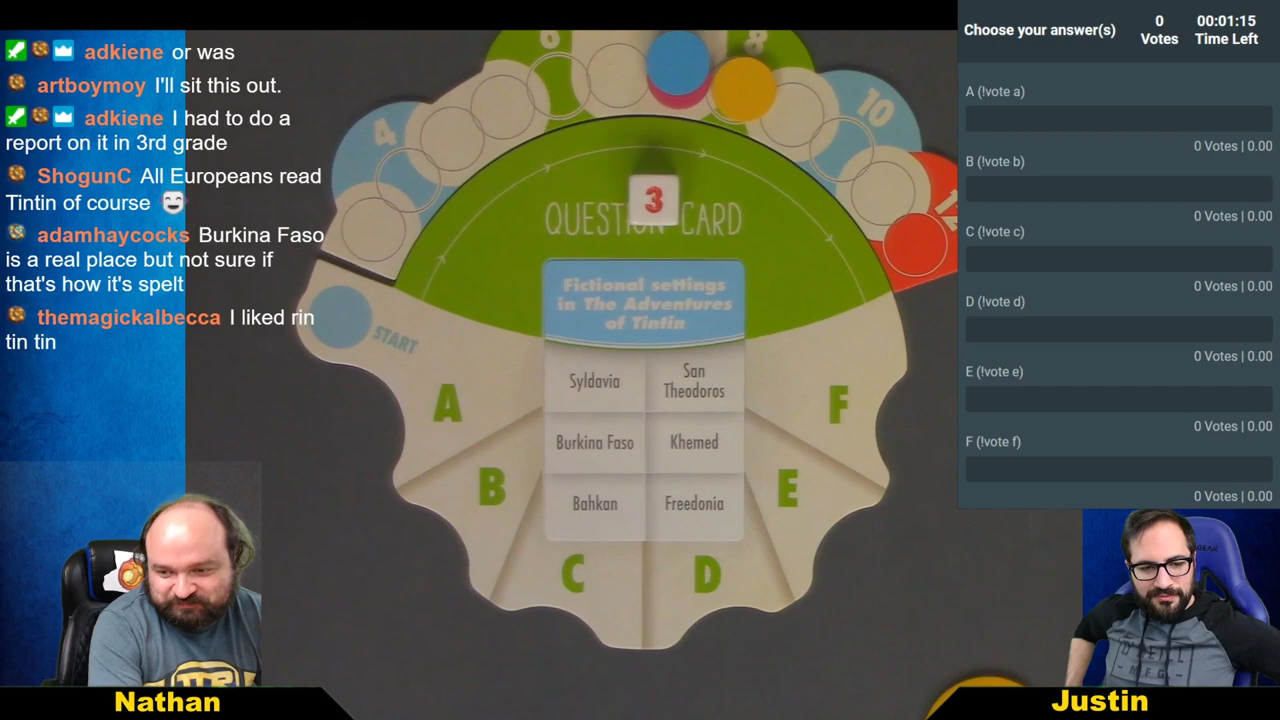 adkiene or was
artboymoy I'll sit this out.
adkiene I had to do a
report on it in 3rd grade
ShogunC All Europeans read
Tintin of course
adamhaycocks Burkina Faso
is a real place but not sure if
that's how it's spelt
themagickalbecca I liked rin
tin tin
4
6
8
10
12
3
QUESTION CARD
START
Fictional settings
in The Adventures
of Tintin
Syldavia
San
Theodoros
Burkina Faso
Khemed
Bahkan
Freedonia
A
B
C
D
E
F
Choose your answer(s)
0
Votes
00:01:15
Time Left
A (!vote a)
0 Votes | 0.00
B (!vote b)
0 Votes | 0.00
C (!vote c)
0 Votes | 0.00
D (!vote d)
0 Votes | 0.00
E (!vote e)
0 Votes | 0.00
F (!vote f)
0 Votes | 0.00
Nathan
Justin